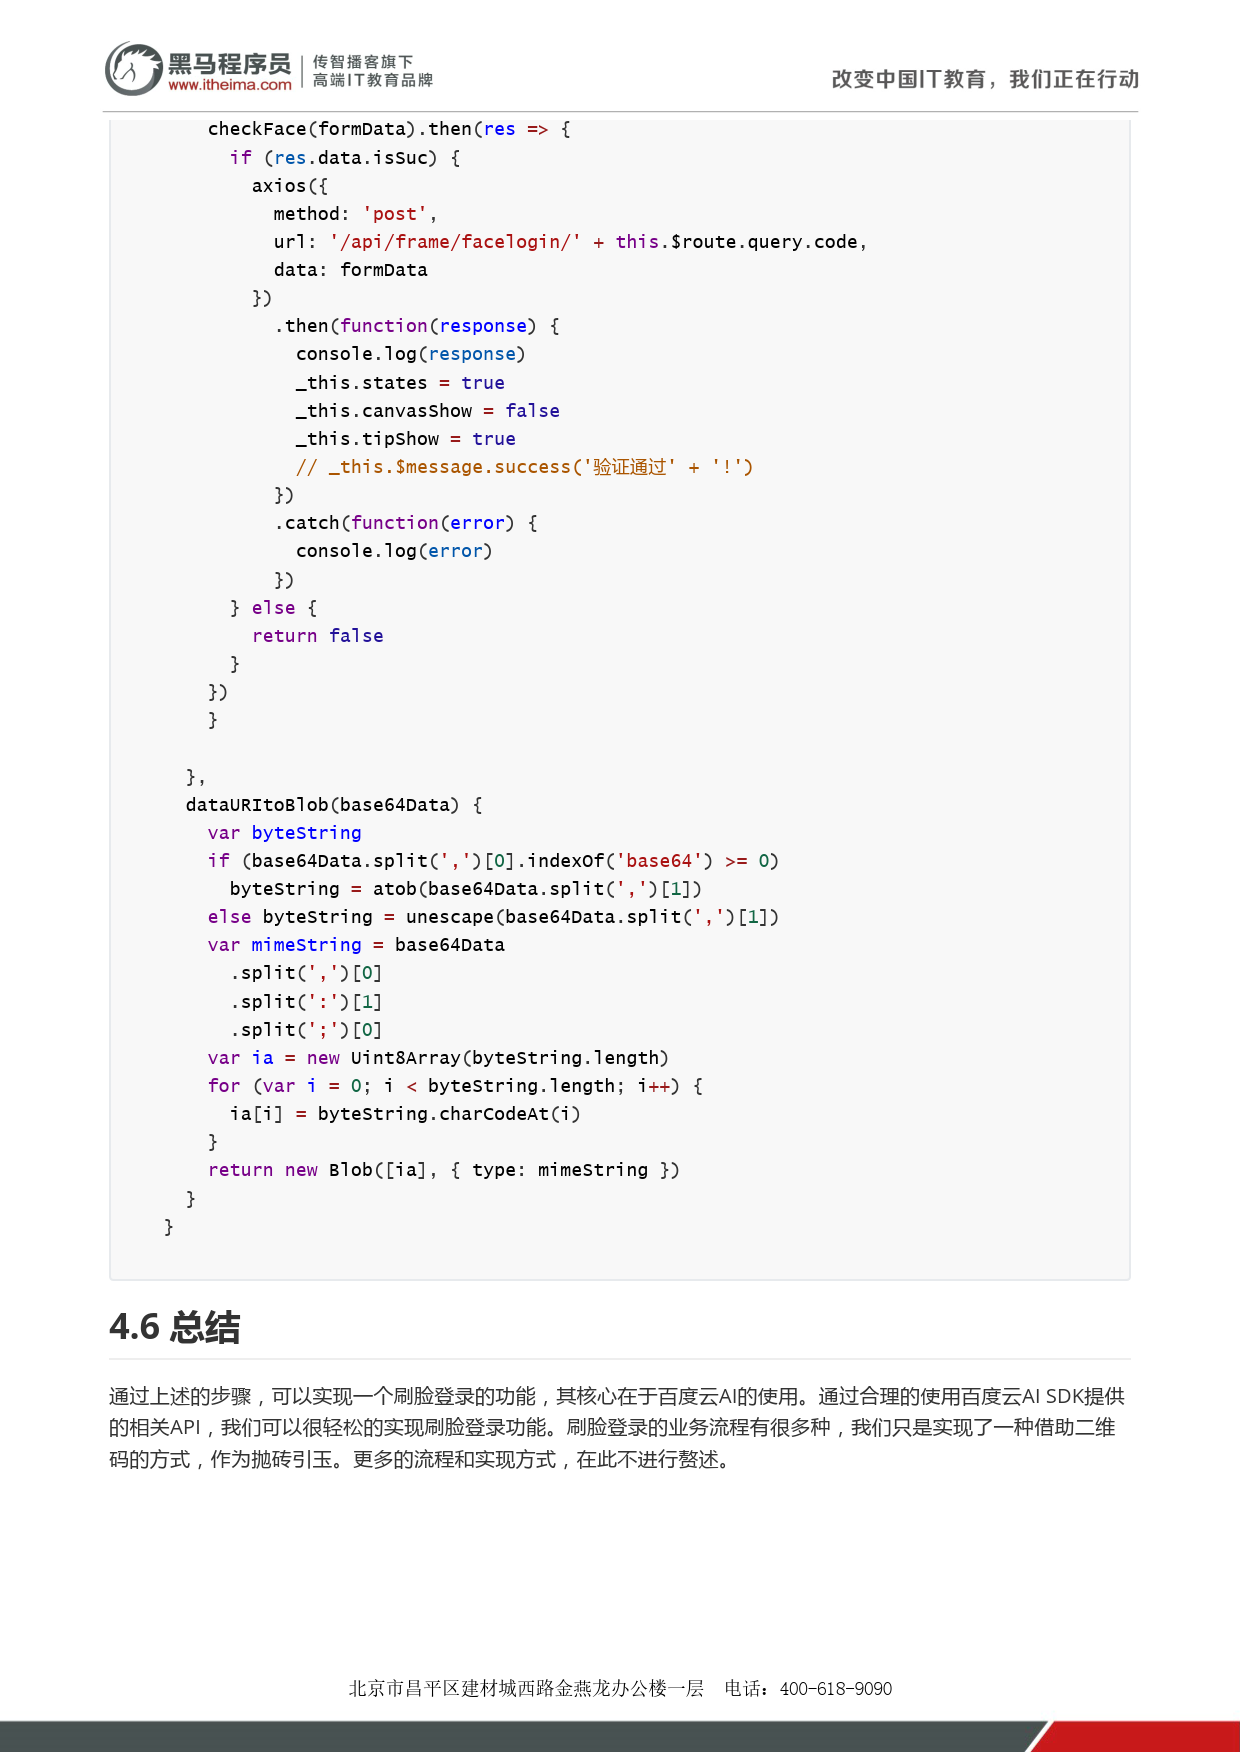 黑马程序员
www.itheima.com
传智播客旗下
高端IT教育品牌
改变中国IT教育，我们正在行动
checkFace(formData).then(res => {
  if (res.data.isSuc) {
    axios({
      method: 'post',
      url: '/api/frame/facelogin/' + this.$route.query.code,
      data: formData
    })
      .then(function(response) {
        console.log(response)
        _this.states = true
        _this.canvasShow = false
        _this.tipShow = true
        // _this.$message.success('验证通过' + '!')
      })
      .catch(function(error) {
        console.log(error)
      })
  } else {
    return false
  }
})
}
},
dataURItoBlob(base64Data) {
  var byteString
  if (base64Data.split(',')[0].indexOf('base64') >= 0)
    byteString = atob(base64Data.split(',')[1])
  else byteString = unescape(base64Data.split(',')[1])
  var mimeString = base64Data
    .split(',')[0]
    .split(':')[1]
    .split(';')[0]
  var ia = new Uint8Array(byteString.length)
  for (var i = 0; i < byteString.length; i++) {
    ia[i] = byteString.charCodeAt(i)
  }
  return new Blob([ia], { type: mimeString })
}
}
4.6 总结
通过上述的步骤，可以实现一个刷脸登录的功能，其核心在于百度云AI的使用。通过合理的使用百度云AI SDK提供
的相关API，我们可以很轻松的实现刷脸登录功能。刷脸登录的业务流程有很多种，我们只是实现了一种借助二维
码的方式，作为抛砖引玉。更多的流程和实现方式，在此不进行赘述。
北京市昌平区建材城西路金燕龙办公楼一层 电话：400-618-9090